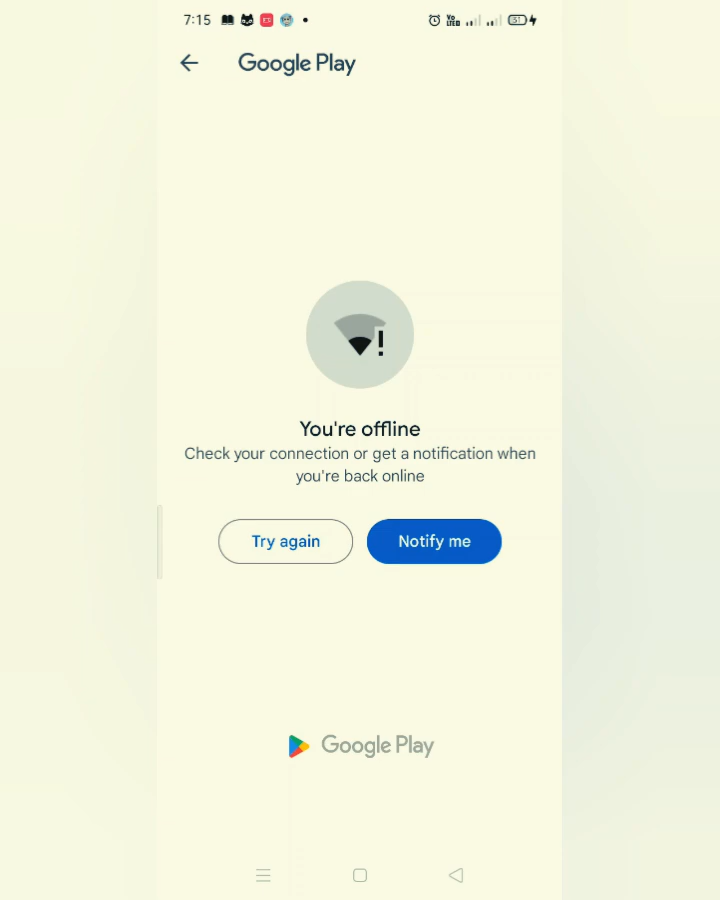 7:15
Google Play
You're offline
Check your connection or get a notification when
you're back online
Try again
Notify me
Google Play